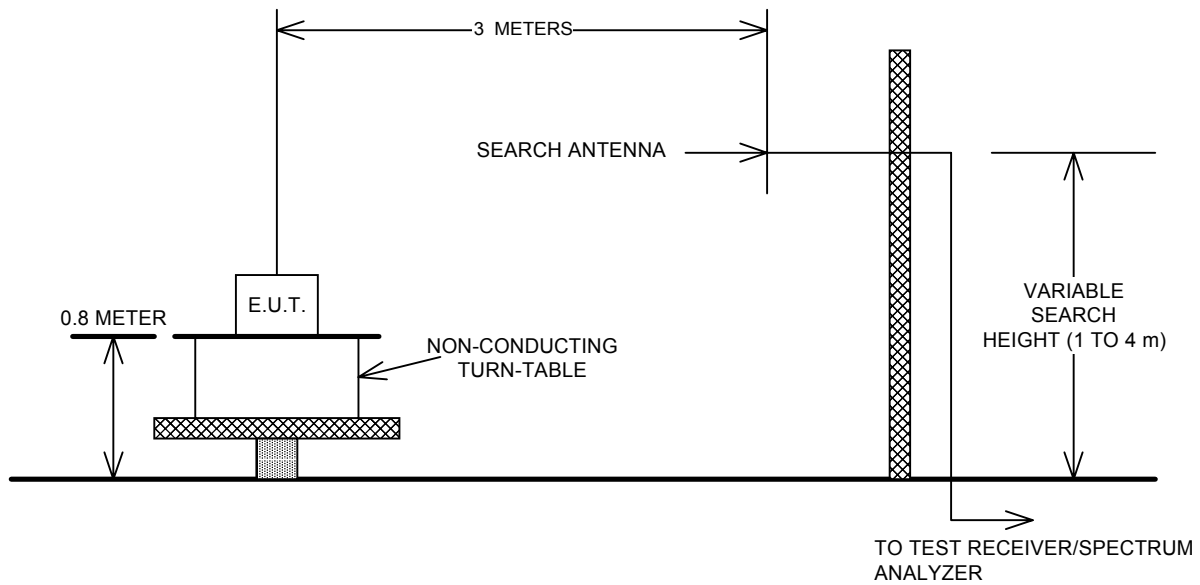 3 METERS
SEARCH ANTENNA
E.U.T.
0.8 METER
NON-CONDUCTING
TURN-TABLE
VARIABLE
SEARCH
HEIGHT (1 TO 4 m)
TO TEST RECEIVER/SPECTRUM
ANALYZER